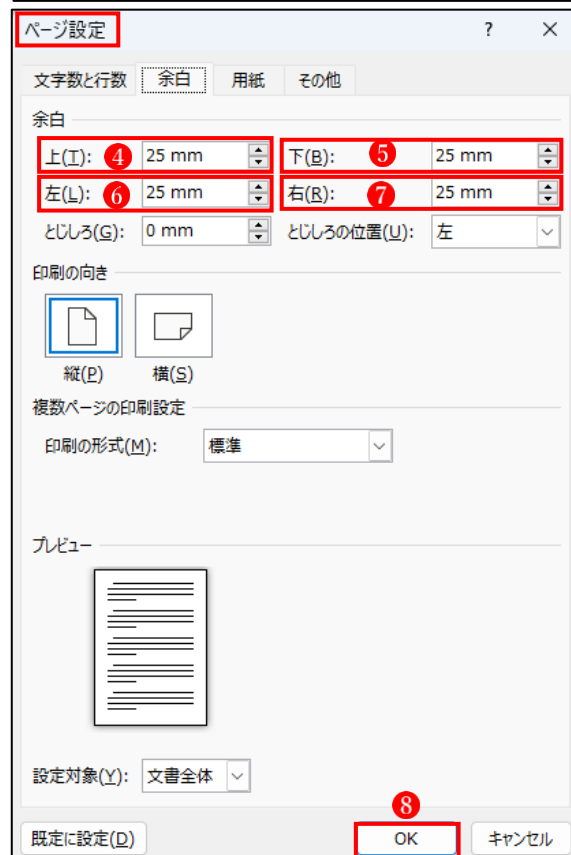 ページ設定 ? ×
文字数と行数 余白 用紙 その他
余白
上(T): 4 25 mm 下(B): 5 25 mm
左(L): 6 25 mm 右(R): 7 25 mm
とじしろ(G): 0 mm とじしろの位置(U): 左
印刷の向き
縦(P) 横(S)
複数ページの印刷設定
印刷の形式(M): 標準
プレビュー
設定対象(Y): 文書全体
8
既定に設定(D) OK キャンセル